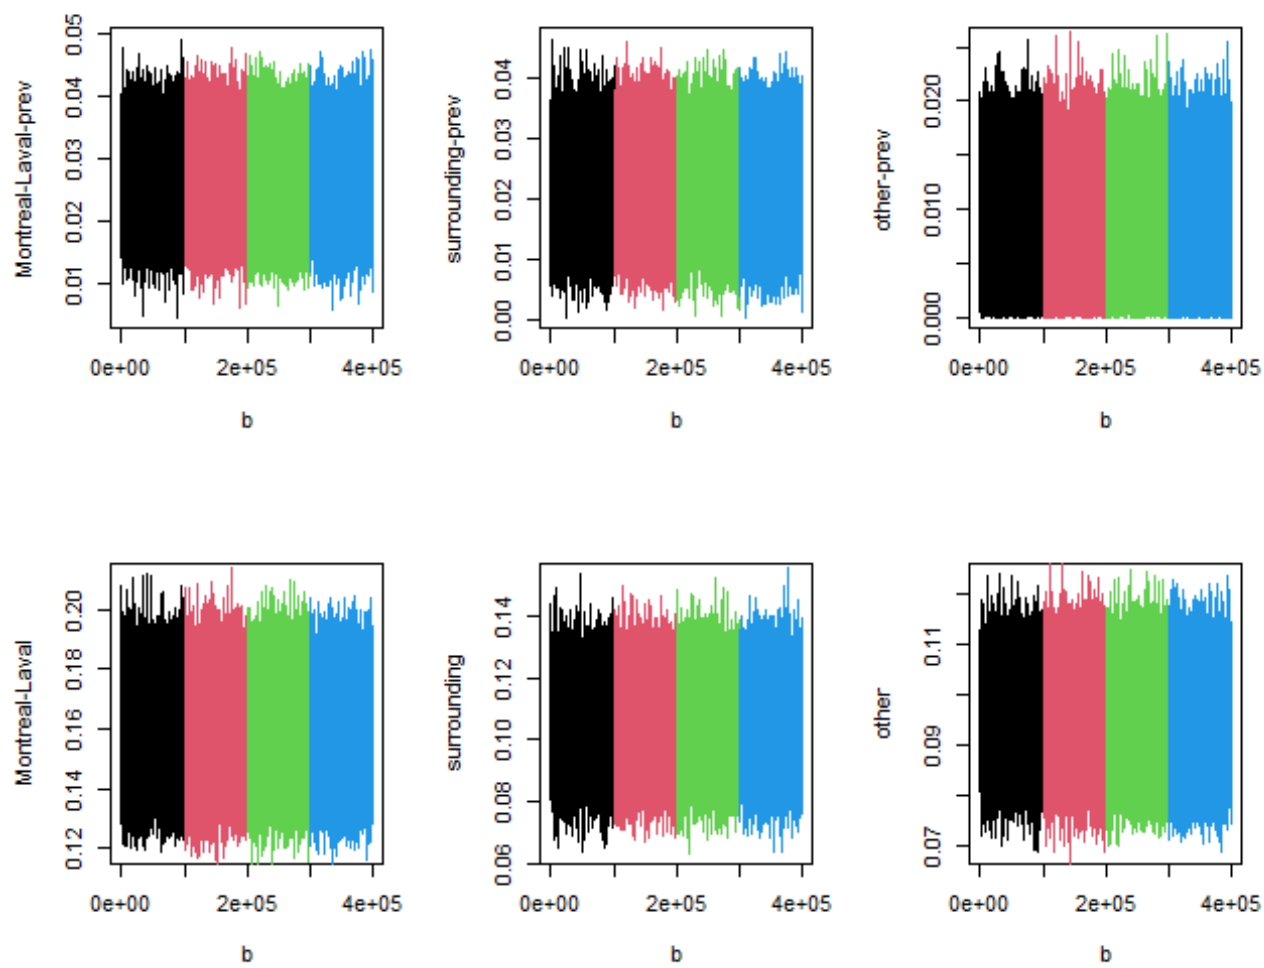 Montreal-Laval-prev
0.01 0.02 0.03 0.04 0.05
0e+00 2e+05 4e+05
b
surrounding-prev
0.00 0.01 0.02 0.03 0.04
0e+00 2e+05 4e+05
b
other-prev
0.000 0.010 0.020
0e+00 2e+05 4e+05
b
Montreal-Laval
0.12 0.14 0.16 0.18 0.20
0e+00 2e+05 4e+05
b
surrounding
0.06 0.08 0.10 0.12 0.14
0e+00 2e+05 4e+05
b
other
0.07 0.09 0.11
0e+00 2e+05 4e+05
b